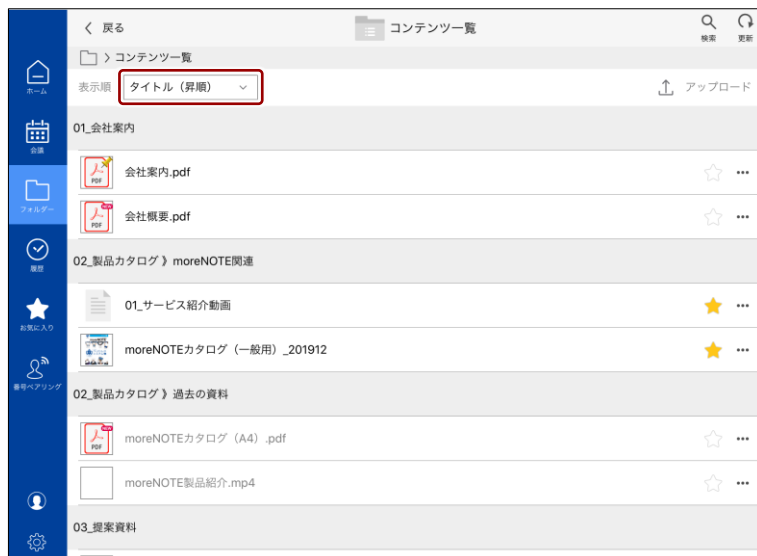 戻る
コンテンツ一覧
検索
更新
コンテンツ一覧
表示順
タイトル（昇順）
アップロード
ホーム
会議
フォルダー
履歴
お気に入り
番号ペアリング
01_会社案内
PDF
会社案内.pdf
•••
NEW
PDF
会社概要.pdf
•••
02_製品カタログ 》moreNOTE関連
01_サービス紹介動画
•••
moreNOTEカタログ（一般用）_201912
•••
02_製品カタログ 》過去の資料
NEW
PDF
moreNOTEカタログ（A4）.pdf
•••
moreNOTE製品紹介.mp4
•••
03_提案資料